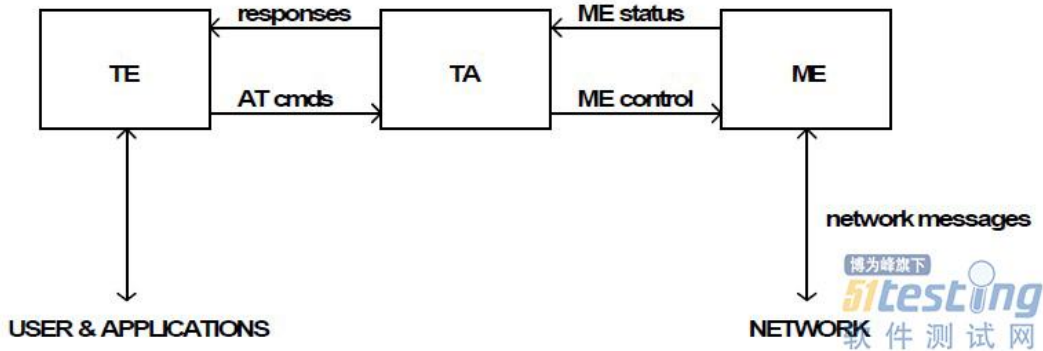 responses
ME status
TE
TA
ME
AT cmds
ME control
network messages
博为峰旗下
51testing
USER & APPLICATIONS
NETWORK
软件测试网